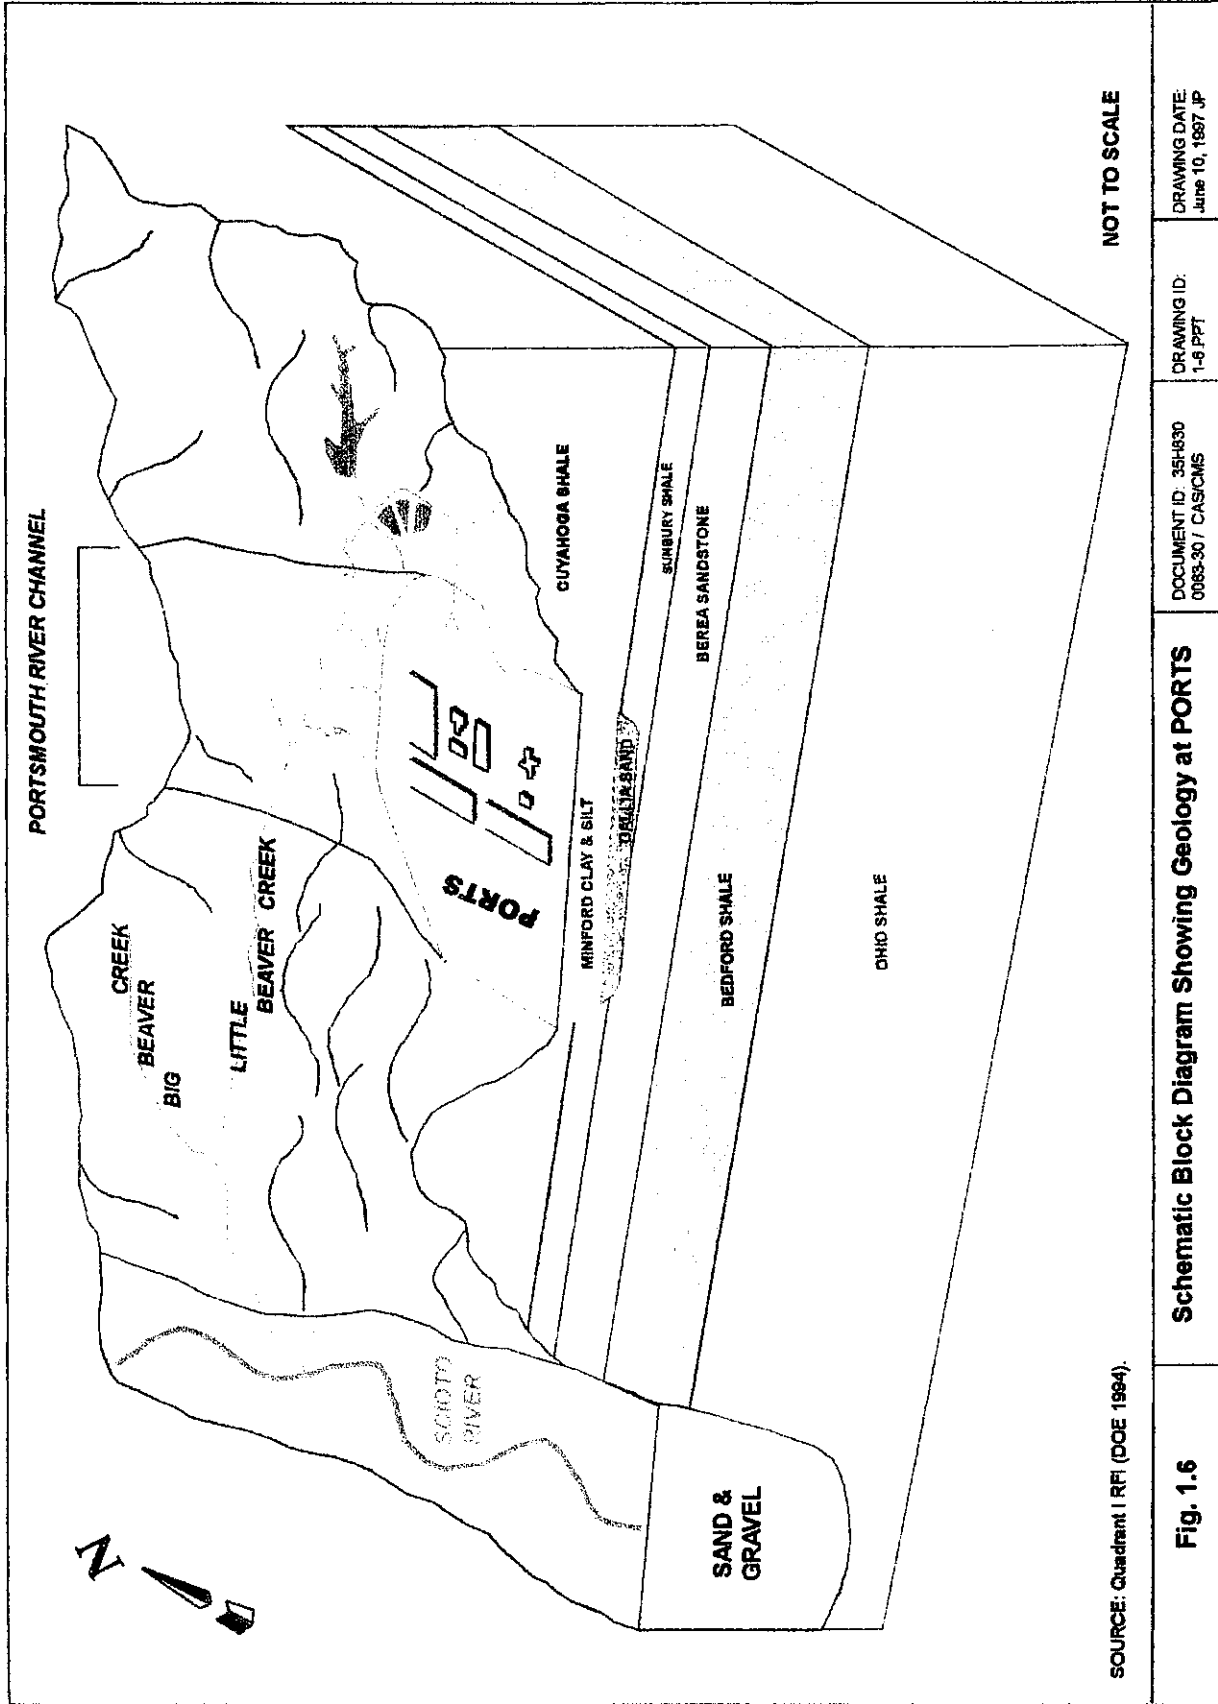 PORTSMOUTH RIVER CHANNEL
N
BIG
BEAVER
CREEK
LITTLE
BEAVER CREEK
SCIOTO
RIVER
PORTS
CUYAHOGA SHALE
MINFORD CLAY & SILT
GALLIA SAND
SUNBURY SHALE
BEREA SANDSTONE
BEDFORD SHALE
OHIO SHALE
SAND &
GRAVEL
NOT TO SCALE
SOURCE: Quadrant I RFI (DOE 1994).
Fig. 1.6
Schematic Block Diagram Showing Geology at PORTS
DOCUMENT ID: 35H830
0063-30 / CAS/CMS
DRAWING ID:
1-6.PPT
DRAWING DATE:
June 10, 1997 JP